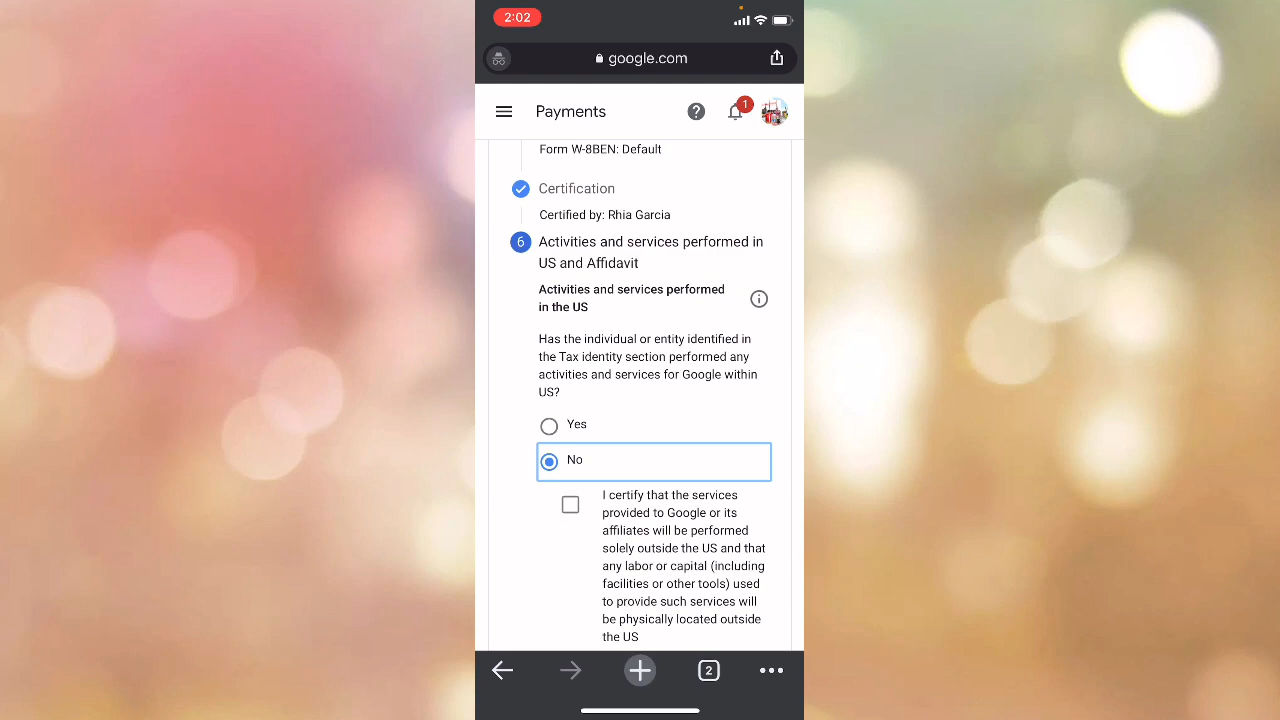 2:02
google.com
Payments
1
Form W-8BEN: Default
Certification
Certified by: Rhia Garcia
6
Activities and services performed in
US and Affidavit
Activities and services performed
in the US
Has the individual or entity identified in
the Tax identity section performed any
activities and services for Google within
US?
Yes
No
I certify that the services
provided to Google or its
affiliates will be performed
solely outside the US and that
any labor or capital (including
facilities or other tools) used
to provide such services will
be physically located outside
the US
2